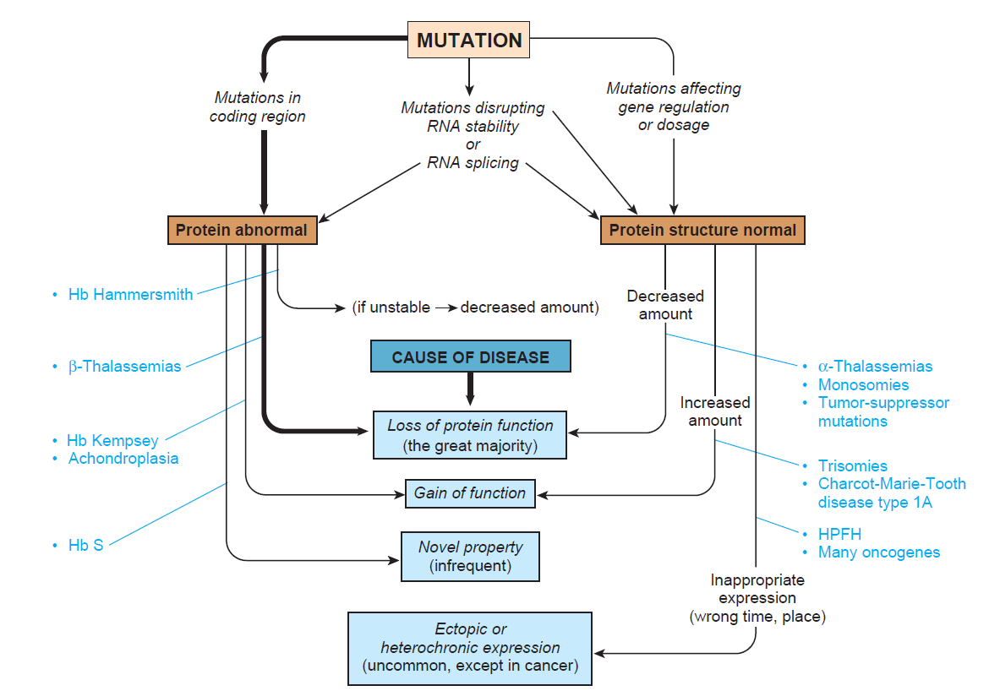 MUTATION
Mutations in
coding region
Mutations disrupting
RNA stability
or
RNA splicing
Mutations affecting
gene regulation
or dosage
Protein abnormal
Protein structure normal
• Hb Hammersmith
(if unstable → decreased amount)
Decreased
amount
• β-Thalassemias
CAUSE OF DISEASE
• α-Thalassemias
• Monosomies
• Tumor-suppressor
mutations
Increased
amount
Loss of protein function
(the great majority)
• Hb Kempsey
• Achondroplasia
• Trisomies
• Charcot-Marie-Tooth
disease type 1A
Gain of function
• Hb S
Novel property
(infrequent)
• HPFH
• Many oncogenes
Inappropriate
expression
(wrong time, place)
Ectopic or
heterochronic expression
(uncommon, except in cancer)